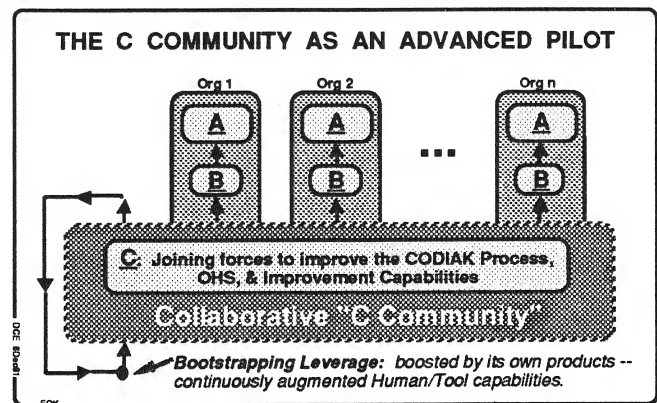 THE C COMMUNITY AS AN ADVANCED PILOT
Org 1
Org 2
Org n
A
A
A
...
B
B
B
C: Joining forces to improve the CODIAK Process,
OHS, & Improvement Capabilities
Collaborative "C Community"
Bootstrapping Leverage: boosted by its own products --
continuously augmented Human/Tool capabilities.